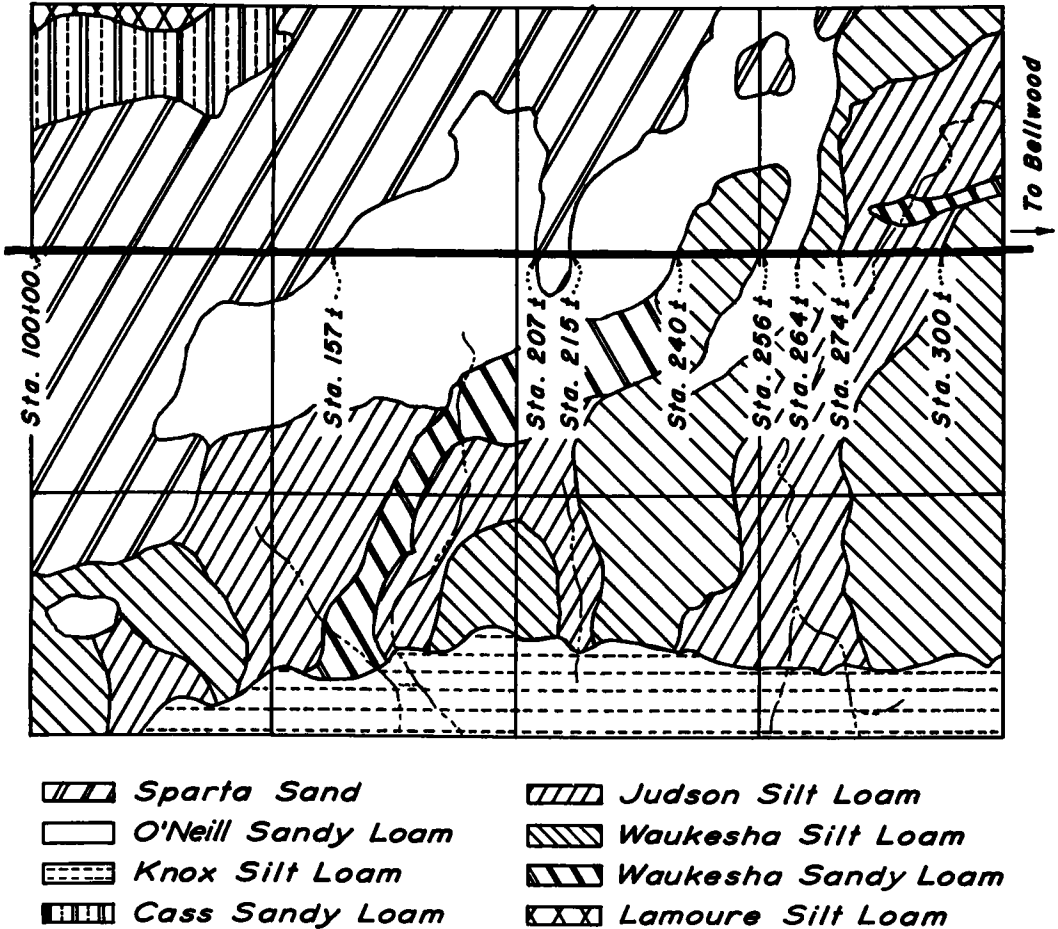 To Bellwood
Sta. 100+00
Sta. 157 ±
Sta. 207 ±
Sta. 215 ±
Sta. 240 ±
Sta. 256 ±
Sta. 264 ±
Sta. 274 ±
Sta. 300 ±
Sparta Sand
O'Neill Sandy Loam
Knox Silt Loam
Cass Sandy Loam
Judson Silt Loam
Waukesha Silt Loam
Waukesha Sandy Loam
Lamoure Silt Loam